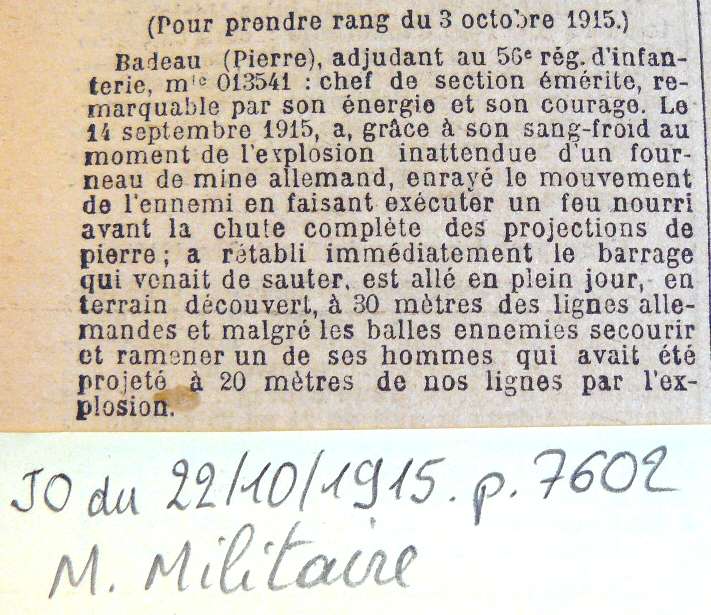 (Pour prendre rang du 3 octobre 1915.)
Badeau (Pierre), adjudant au 56e rég. d'infan-
terie, mle 013541 : chef de section émérite, re-
marquable par son énergie et son courage. Le
14 septembre 1915, a, grâce à son sang-froid au
moment de l'explosion inattendue d'un four-
neau de mine allemand, enrayé le mouvement
de l'ennemi en faisant exécuter un feu nourri
avant la chute complète des projections de
pierre ; a rétabli immédiatement le barrage
qui venait de sauter, est allé en plein jour, en
terrain découvert, à 30 mètres des lignes alle-
mandes et malgré les balles ennemies secourir
et ramener un de ses hommes qui avait été
projeté à 20 mètres de nos lignes par l'ex-
plosion.
JO du 22/10/1915. p. 7602
M. Militaire